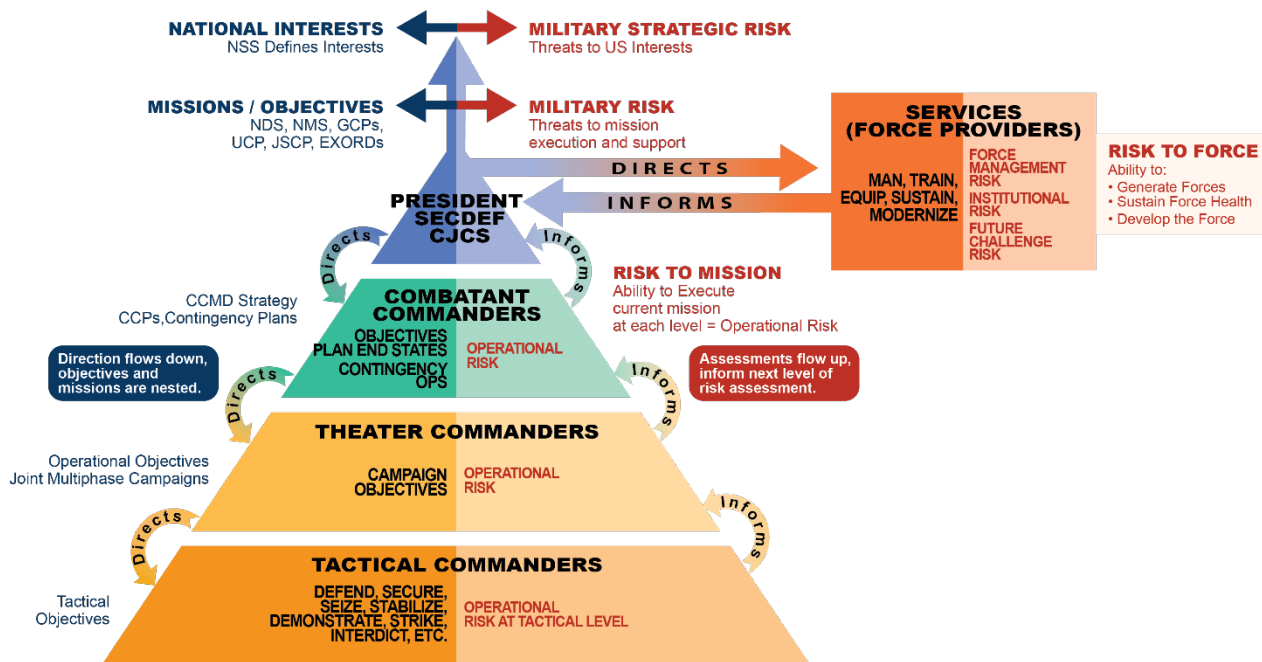 NATIONAL INTERESTS
NSS Defines Interests
MILITARY STRATEGIC RISK
Threats to US Interests
MISSIONS / OBJECTIVES
NDS, NMS, GCPs,
UCP, JSCP, EXORDs
MILITARY RISK
Threats to mission
execution and support
DIRECTS
INFORMS
SERVICES
(FORCE PROVIDERS)
MAN, TRAIN,
EQUIP, SUSTAIN,
MODERNIZE
FORCE
MANAGEMENT
RISK
INSTITUTIONAL
RISK
FUTURE
CHALLENGE
RISK
RISK TO FORCE
Ability to:
• Generate Forces
• Sustain Force Health
• Develop the Force
PRESIDENT
SECDEF
CJCS
Directs
Informs
RISK TO MISSION
Ability to Execute
current mission
at each level = Operational Risk
CCMD Strategy
CCPs,Contingency Plans
COMBATANT
COMMANDERS
OBJECTIVES
PLAN END STATES
CONTINGENCY
OPS
OPERATIONAL
RISK
Direction flows down,
objectives and
missions are nested.
Directs
Informs
Assessments flow up,
inform next level of
risk assessment.
THEATER COMMANDERS
Operational Objectives
Joint Multiphase Campaigns
CAMPAIGN
OBJECTIVES
OPERATIONAL
RISK
Directs
Informs
TACTICAL COMMANDERS
Tactical
Objectives
DEFEND, SECURE,
SEIZE, STABILIZE,
DEMONSTRATE, STRIKE,
INTERDICT, ETC.
OPERATIONAL
RISK AT TACTICAL LEVEL